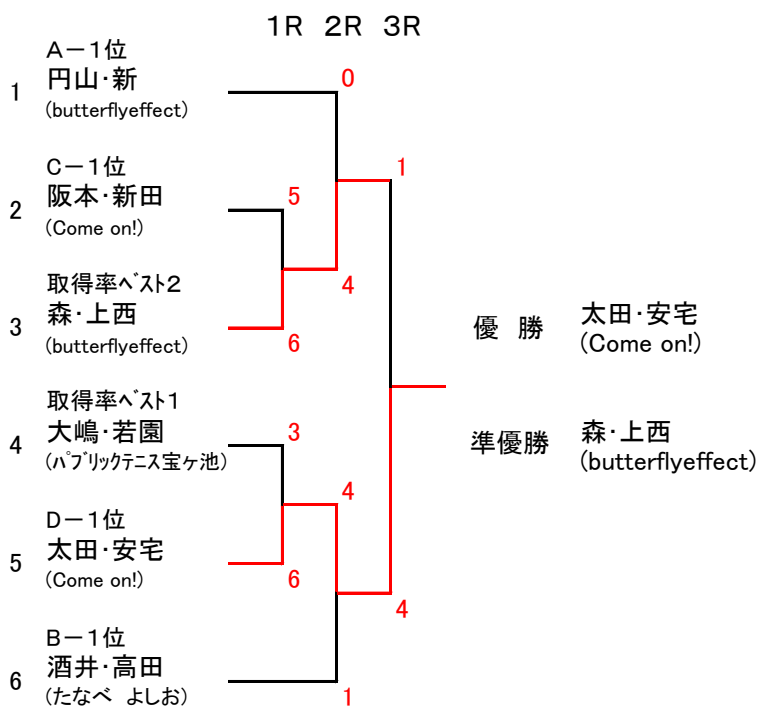 1R 2R 3R
A－1位
1 円山・新
(butterflyeffect)
0
C－1位
2 阪本・新田
(Come on!)
5
1
取得率ベスト2
3 森・上西
(butterflyeffect)
6
4
優 勝 太田・安宅
(Come on!)
取得率ベスト1
4 大嶋・若園
(パブリックテニス宝ヶ池)
3
準優勝 森・上西
(butterflyeffect)
D－1位
5 太田・安宅
(Come on!)
6
4
4
B－1位
6 酒井・高田
(たなべ よしお)
1